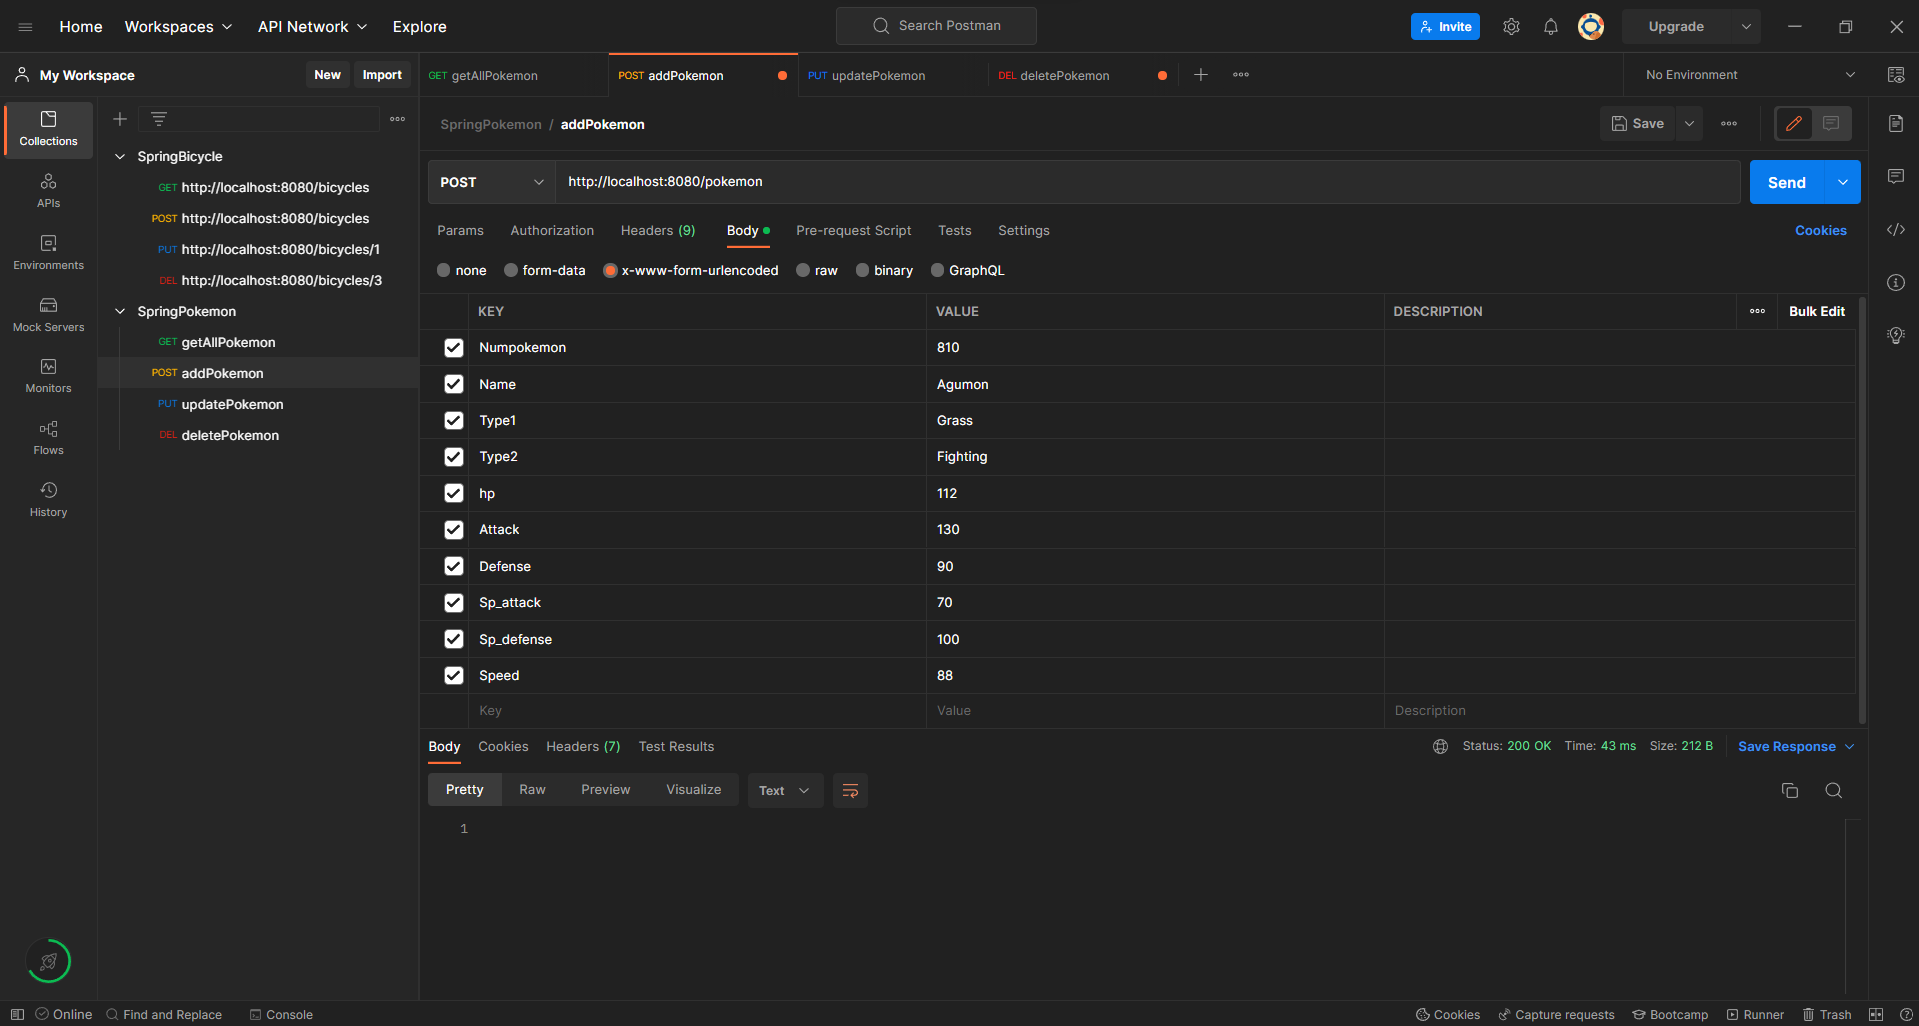 Home Workspaces API Network Explore Search Postman Invite Upgrade
My Workspace New Import
GET getAllPokemon POST addPokemon PUT updatePokemon DEL deletePokemon No Environment
Collections
APIs
Environments
Mock Servers
Monitors
Flows
History
SpringBicycle
GET http://localhost:8080/bicycles
POST http://localhost:8080/bicycles
PUT http://localhost:8080/bicycles/1
DEL http://localhost:8080/bicycles/3
SpringPokemon
GET getAllPokemon
POST addPokemon
PUT updatePokemon
DEL deletePokemon
SpringPokemon / addPokemon Save
POST http://localhost:8080/pokemon Send
Params Authorization Headers (9) Body Pre-request Script Tests Settings Cookies
none form-data x-www-form-urlencoded raw binary GraphQL
KEY VALUE DESCRIPTION Bulk Edit
Numpokemon 810
Name Agumon
Type1 Grass
Type2 Fighting
hp 112
Attack 130
Defense 90
Sp_attack 70
Sp_defense 100
Speed 88
Key Value Description
Body Cookies Headers (7) Test Results Status: 200 OK Time: 43 ms Size: 212 B Save Response
Pretty Raw Preview Visualize Text
1
Online Find and Replace Console Cookies Capture requests Bootcamp Runner Trash